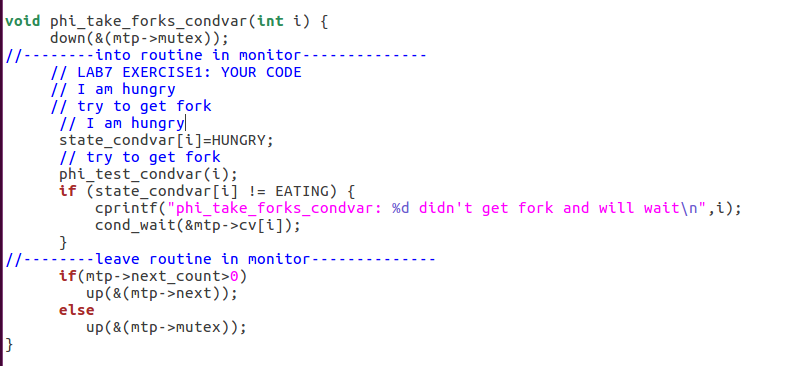 void phi_take_forks_condvar(int i) {
     down(&(mtp->mutex));
//--------into routine in monitor--------------
     // LAB7 EXERCISE1: YOUR CODE
     // I am hungry
     // try to get fork
      // I am hungry
      state_condvar[i]=HUNGRY;
      // try to get fork
      phi_test_condvar(i);
      if (state_condvar[i] != EATING) {
          cprintf("phi_take_forks_condvar: %d didn't get fork and will wait\n",i);
          cond_wait(&mtp->cv[i]);
      }
//--------leave routine in monitor--------------
      if(mtp->next_count>0)
         up(&(mtp->next));
      else
         up(&(mtp->mutex));
}